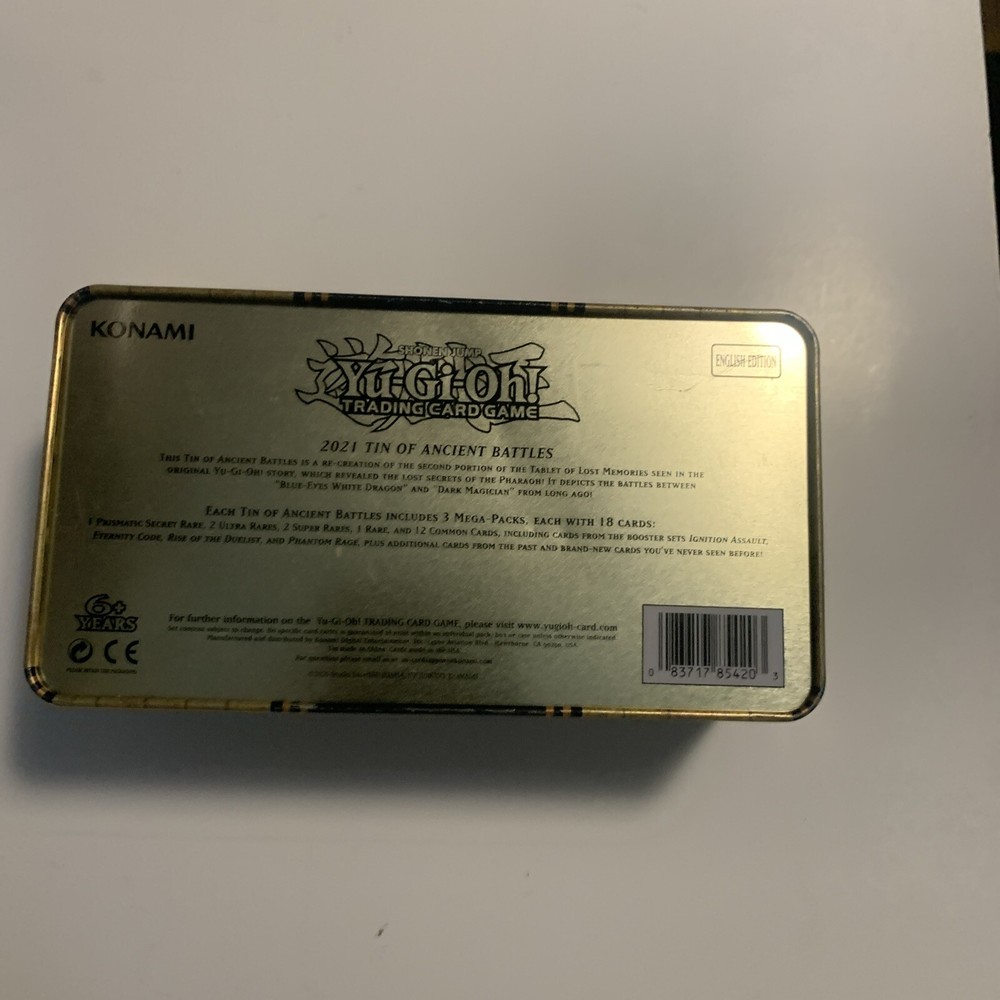 KONAMI
SHONEN JUMP
Yu-Gi-Oh!
TRADING CARD GAME
ENGLISH EDITION
2021 TIN OF ANCIENT BATTLES
THIS TIN OF ANCIENT BATTLES IS A RE-CREATION OF THE SECOND PORTION OF THE TABLET OF LOST MEMORIES SEEN IN THE
ORIGINAL YU-GI-OH! STORY, WHICH REVEALED THE LOST SECRETS OF THE PHARAOH! IT DEPICTS THE BATTLES BETWEEN
"BLUE-EYES WHITE DRAGON" AND "DARK MAGICIAN" FROM LONG AGO!
EACH TIN OF ANCIENT BATTLES INCLUDES 3 MEGA-PACKS, EACH WITH 18 CARDS:
1 PRISMATIC SECRET RARE, 2 ULTRA RARES, 2 SUPER RARES, 1 RARE, AND 12 COMMON CARDS, INCLUDING CARDS FROM THE BOOSTER SETS IGNITION ASSAULT,
ETERNITY CODE, RISE OF THE DUELIST, AND PHANTOM RAGE, PLUS ADDITIONAL CARDS FROM THE PAST AND BRAND-NEW CARDS YOU'VE NEVER SEEN BEFORE!
6+
YEARS
CE
For further information on the Yu-Gi-Oh! TRADING CARD GAME, please visit www.yugioh-card.com
0 83717 85420 3